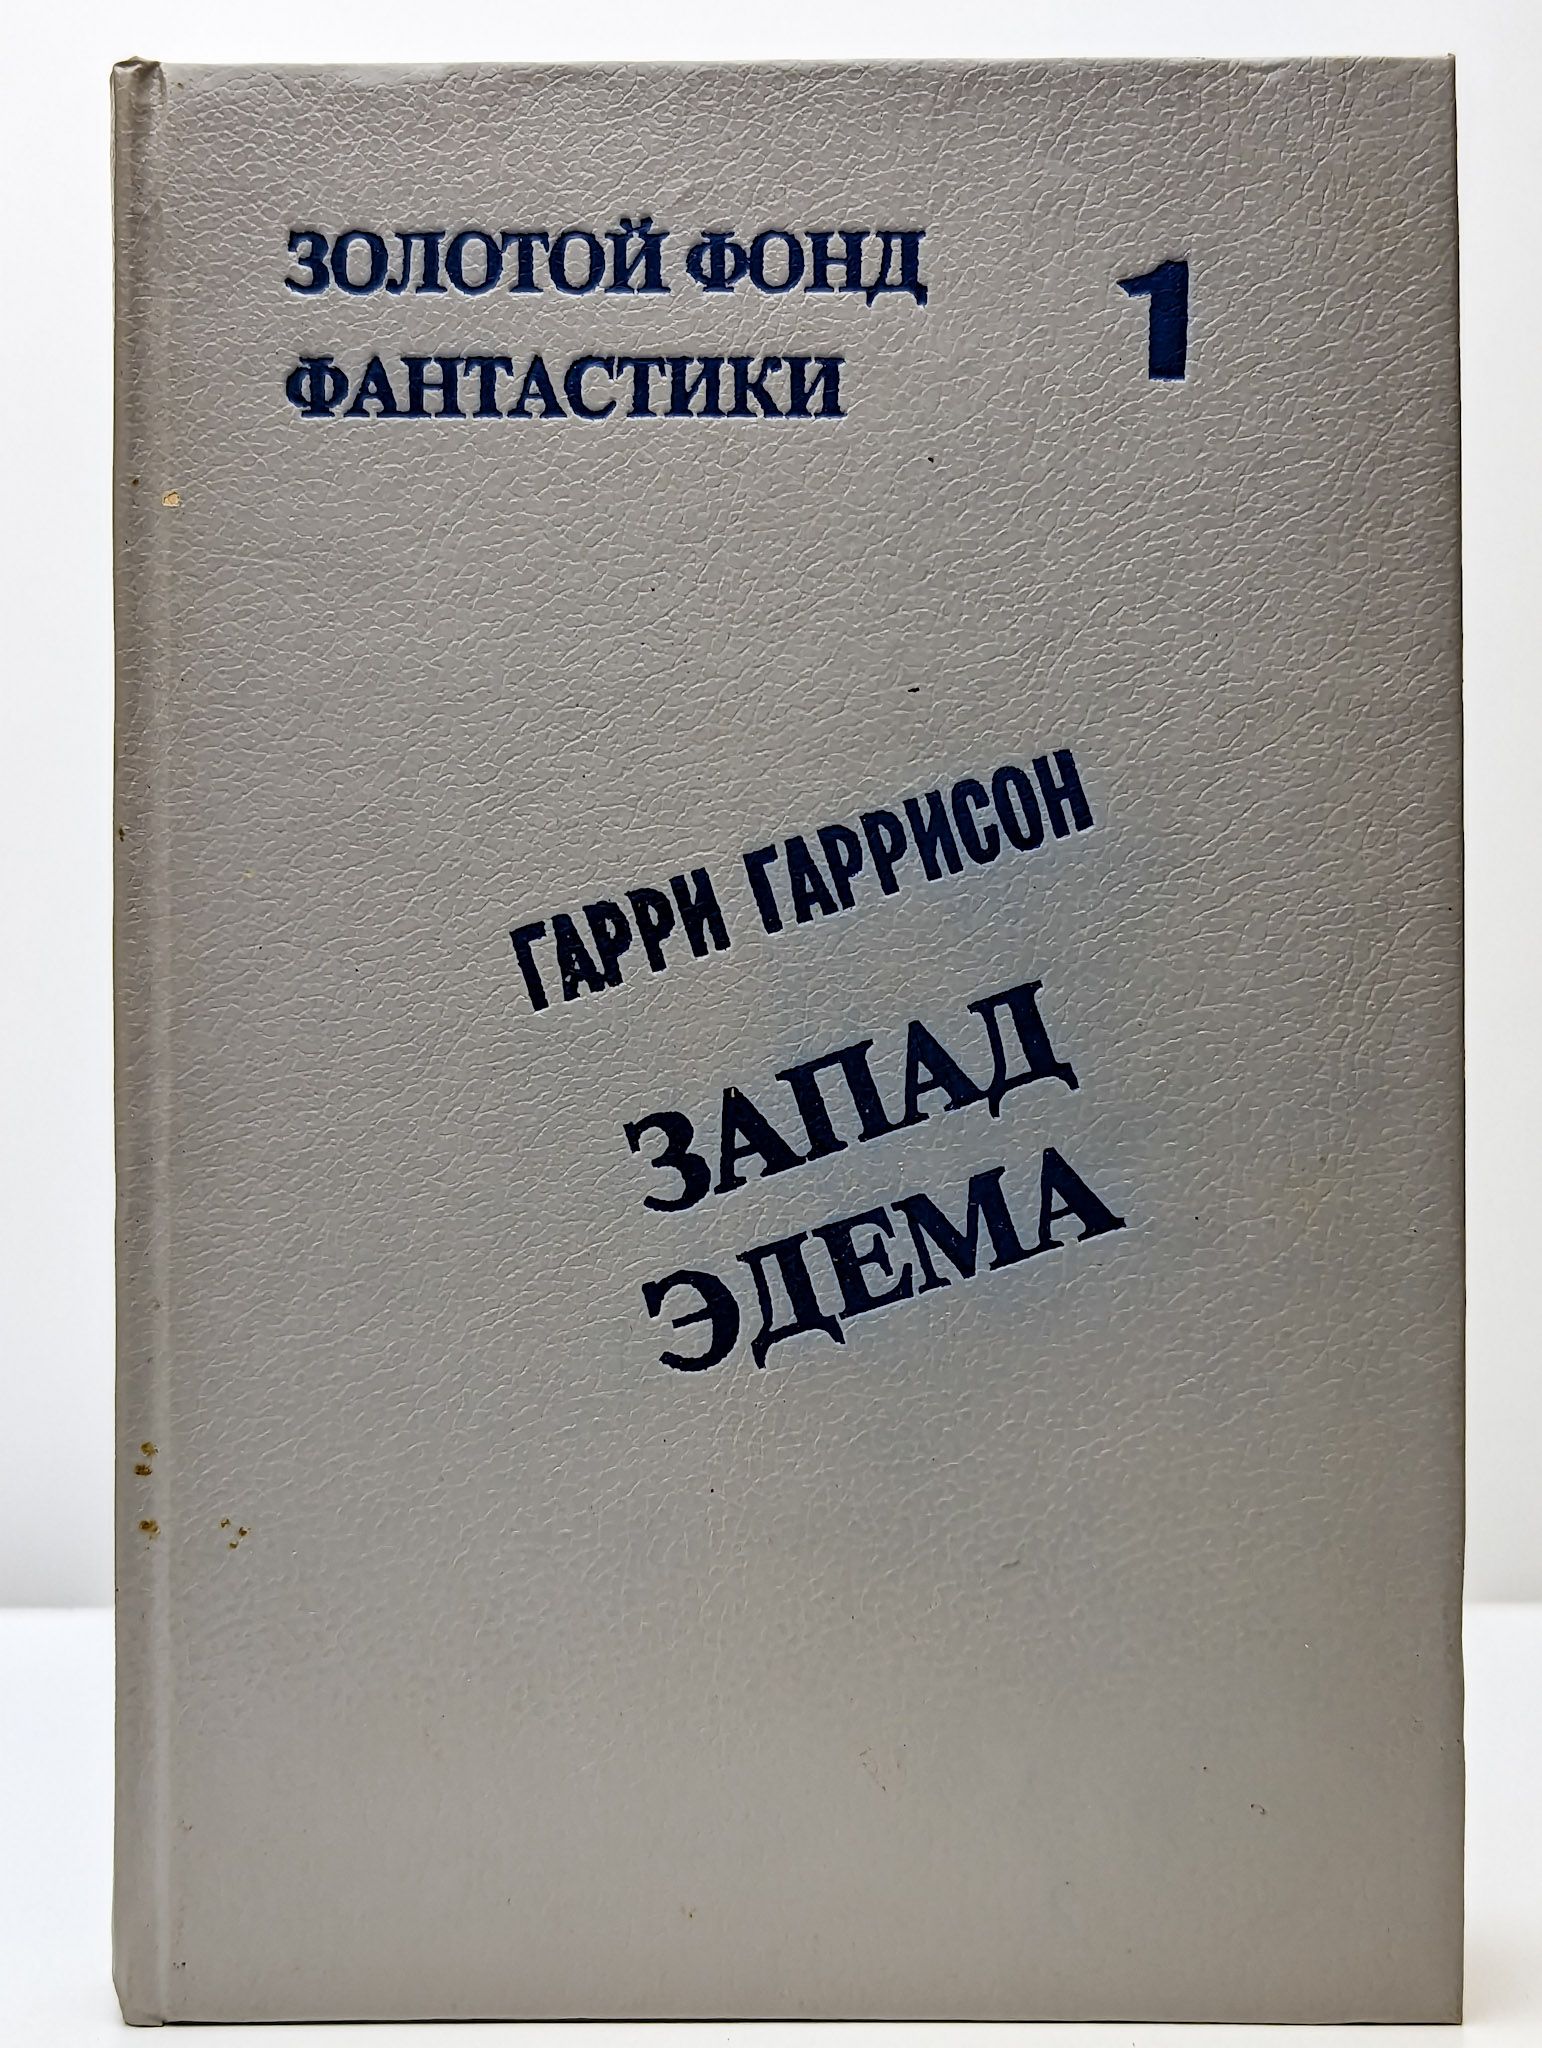 ЗОЛОТОЙ ФОНД
ФАНТАСТИКИ
1
ГАРРИ ГАРРИСОН
ЗАПАД
ЭДЕМА